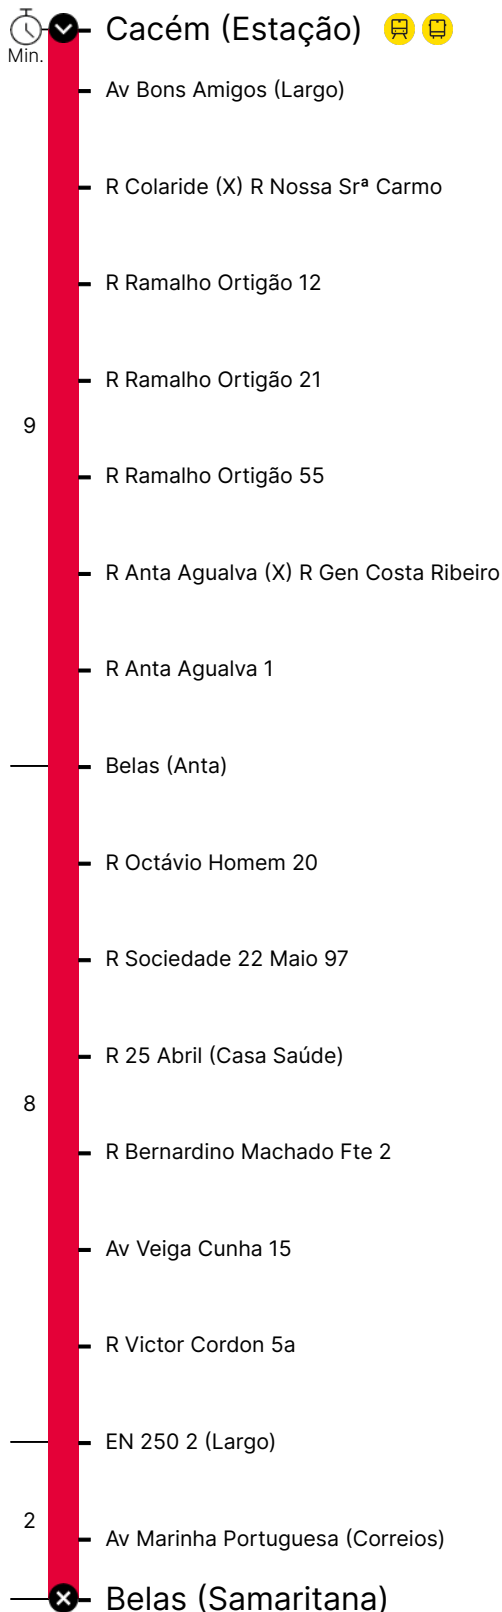 Cacém (Estação)
Min.
Av Bons Amigos (Largo)
R Colaride (X) R Nossa Srª Carmo
R Ramalho Ortigão 12
R Ramalho Ortigão 21
9
R Ramalho Ortigão 55
R Anta Agualva (X) R Gen Costa Ribeiro
R Anta Agualva 1
Belas (Anta)
R Octávio Homem 20
R Sociedade 22 Maio 97
R 25 Abril (Casa Saúde)
8
R Bernardino Machado Fte 2
Av Veiga Cunha 15
R Victor Cordon 5a
EN 250 2 (Largo)
2
Av Marinha Portuguesa (Correios)
Belas (Samaritana)